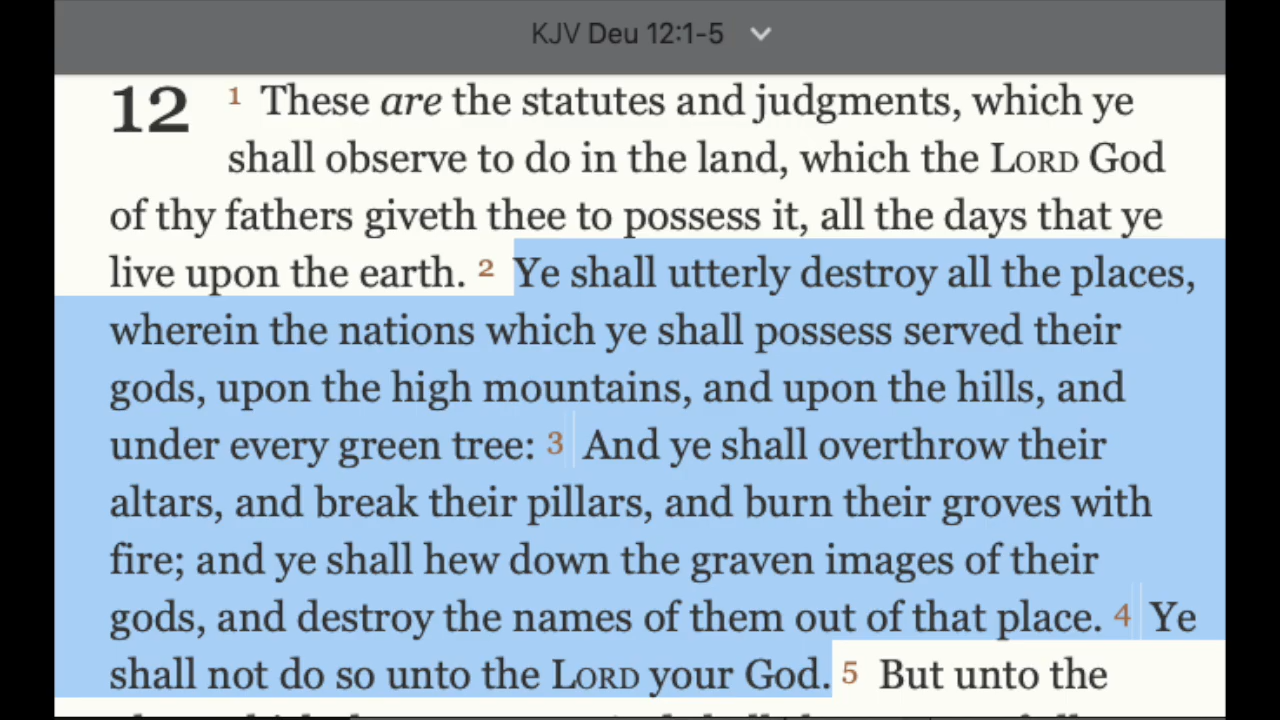 KJV Deu 12:1-5
12 1 These are the statutes and judgments, which ye
shall observe to do in the land, which the LORD God
of thy fathers giveth thee to possess it, all the days that ye
live upon the earth. 2 Ye shall utterly destroy all the places,
wherein the nations which ye shall possess served their
gods, upon the high mountains, and upon the hills, and
under every green tree: 3 And ye shall overthrow their
altars, and break their pillars, and burn their groves with
fire; and ye shall hew down the graven images of their
gods, and destroy the names of them out of that place. 4 Ye
shall not do so unto the LORD your God. 5 But unto the